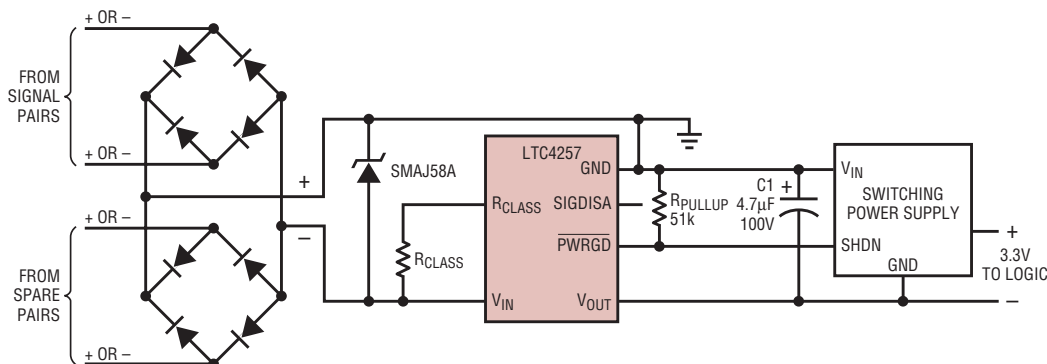 + OR –
FROM
SIGNAL
PAIRS
+ OR –
+
–
+ OR –
FROM
SPARE
PAIRS
+ OR –
SMAJ58A
RCLASS
LTC4257
GND
RCLASS
SIGDISA
PWRGD
VIN
VOUT
RPULLUP
51k
C1
+
4.7µF
100V
VIN
SWITCHING
POWER SUPPLY
SHDN
GND
+
3.3V
TO LOGIC
–